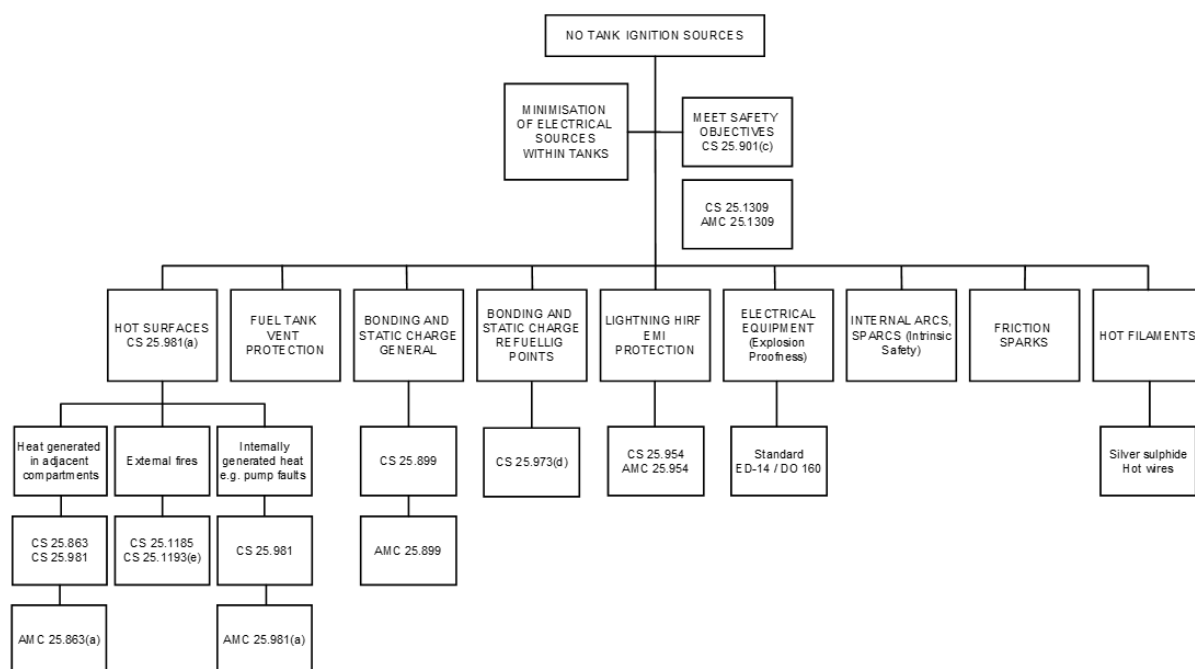 NO TANK IGNITION SOURCES
MINIMISATION
OF ELECTRICAL
SOURCES
WITHIN TANKS
MEET SAFETY
OBJECTIVES
CS 25.901(c)
CS 25.1309
AMC 25.1309
HOT SURFACES
CS 25.981(a)
FUEL TANK
VENT
PROTECTION
BONDING AND
STATIC CHARGE
GENERAL
BONDING AND
STATIC CHARGE
REFUELLIG
POINTS
LIGHTNING HIRF
EMI
PROTECTION
ELECTRICAL
EQUIPMENT
(Explosion
Proofness)
INTERNAL ARCS,
SPARCS (Intrinsic
Safety)
FRICTION
SPARKS
HOT FILAMENTS
Heat generated
in adjacent
compartments
External fires
Internally
generated heat
e.g. pump faults
CS 25.899
CS 25.973(d)
CS 25.954
AMC 25.954
Standard
ED-14 / DO 160
Silver sulphide
Hot wires
CS 25.863
CS 25.981
CS 25.1185
CS 25.1193(e)
CS 25.981
AMC 25.899
AMC 25.863(a)
AMC 25.981(a)